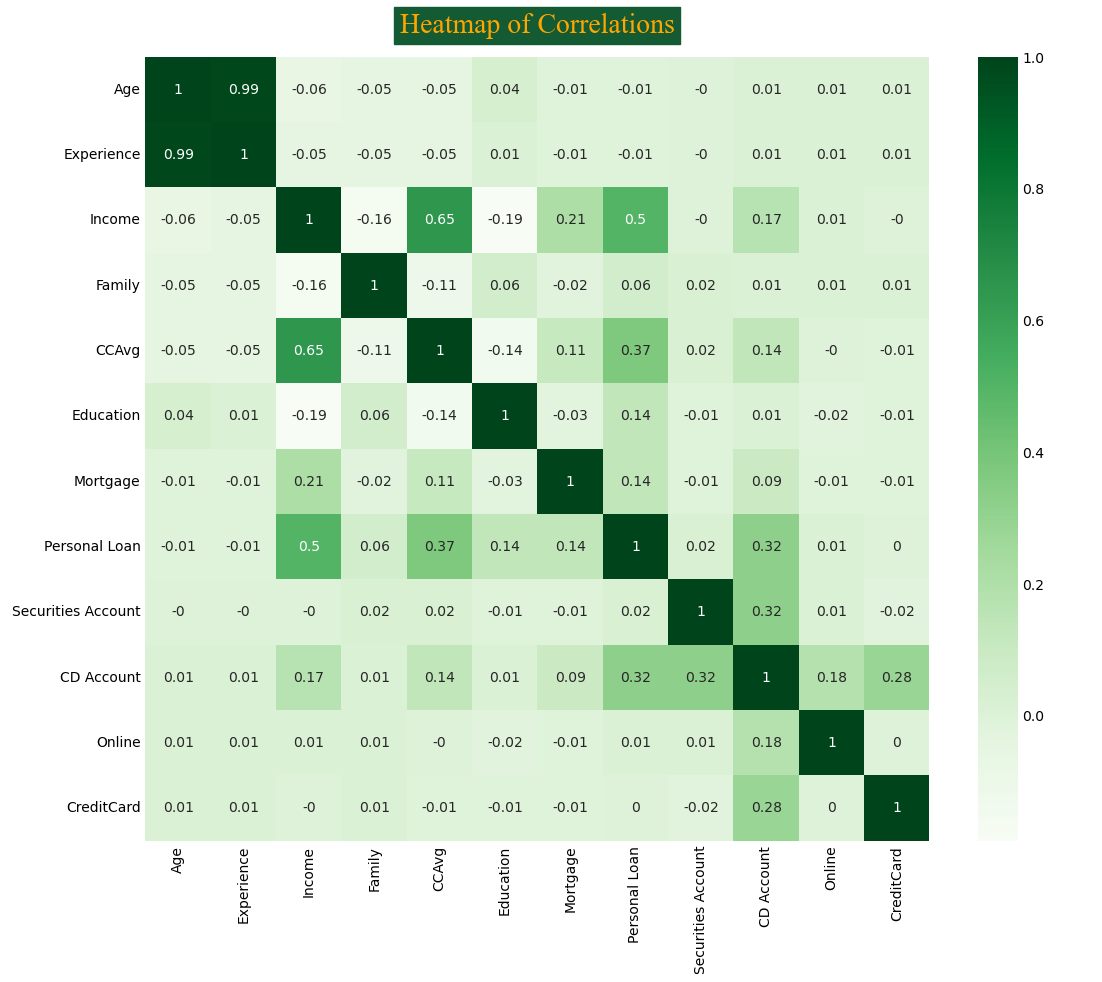 Heatmap of Correlations
Age 1 0.99 -0.06 -0.05 -0.05 0.04 -0.01 -0.01 -0 0.01 0.01 0.01
Experience 0.99 1 -0.05 -0.05 -0.05 0.01 -0.01 -0.01 -0 0.01 0.01 0.01
Income -0.06 -0.05 1 -0.16 0.65 -0.19 0.21 0.5 -0 0.17 0.01 -0
Family -0.05 -0.05 -0.16 1 -0.11 0.06 -0.02 0.06 0.02 0.01 0.01 0.01
CCAvg -0.05 -0.05 0.65 -0.11 1 -0.14 0.11 0.37 0.02 0.14 -0 -0.01
Education 0.04 0.01 -0.19 0.06 -0.14 1 -0.03 0.14 -0.01 0.01 -0.02 -0.01
Mortgage -0.01 -0.01 0.21 -0.02 0.11 -0.03 1 0.14 -0.01 0.09 -0.01 -0.01
Personal Loan -0.01 -0.01 0.5 0.06 0.37 0.14 0.14 1 0.02 0.32 0.01 0
Securities Account -0 -0 -0 0.02 0.02 -0.01 -0.01 0.02 1 0.32 0.01 -0.02
CD Account 0.01 0.01 0.17 0.01 0.14 0.01 0.09 0.32 0.32 1 0.18 0.28
Online 0.01 0.01 0.01 0.01 -0 -0.02 -0.01 0.01 0.01 0.18 1 0
CreditCard 0.01 0.01 -0 0.01 -0.01 -0.01 -0.01 0 -0.02 0.28 0 1
Age
Experience
Income
Family
CCAvg
Education
Mortgage
Personal Loan
Securities Account
CD Account
Online
CreditCard
1.0
0.8
0.6
0.4
0.2
0.0